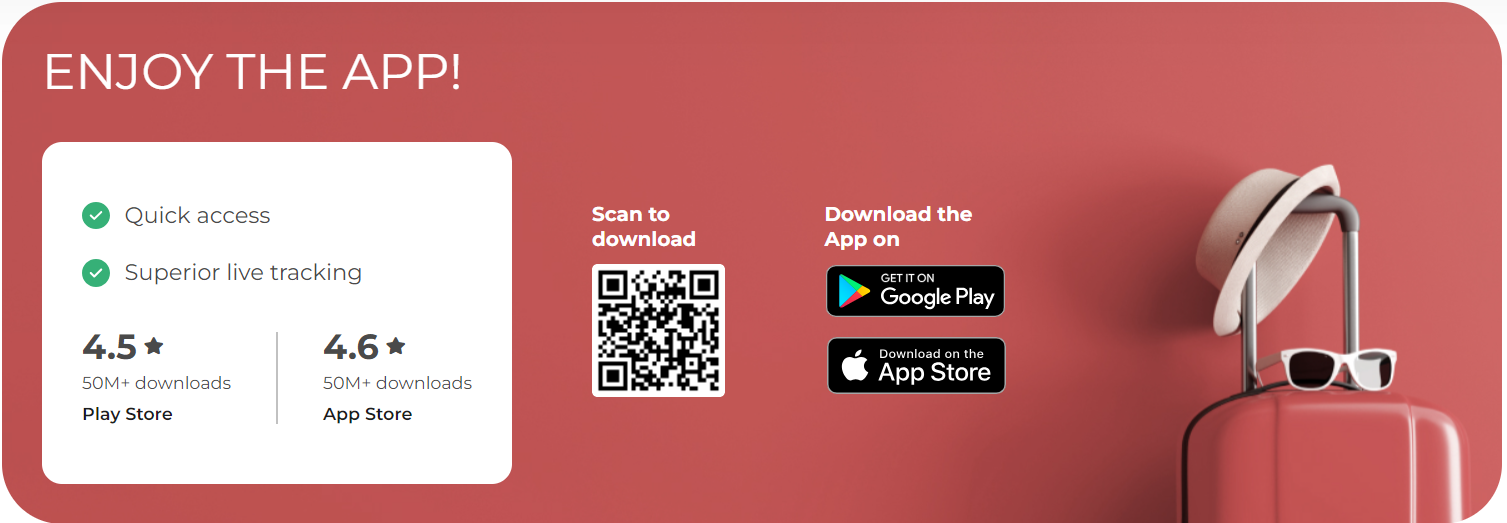 ENJOY THE APP!
Quick access
Superior live tracking
4.5
50M+ downloads
Play Store
4.6
50M+ downloads
App Store
Scan to
download
Download the
App on
GET IT ON
Google Play
Download on the
App Store